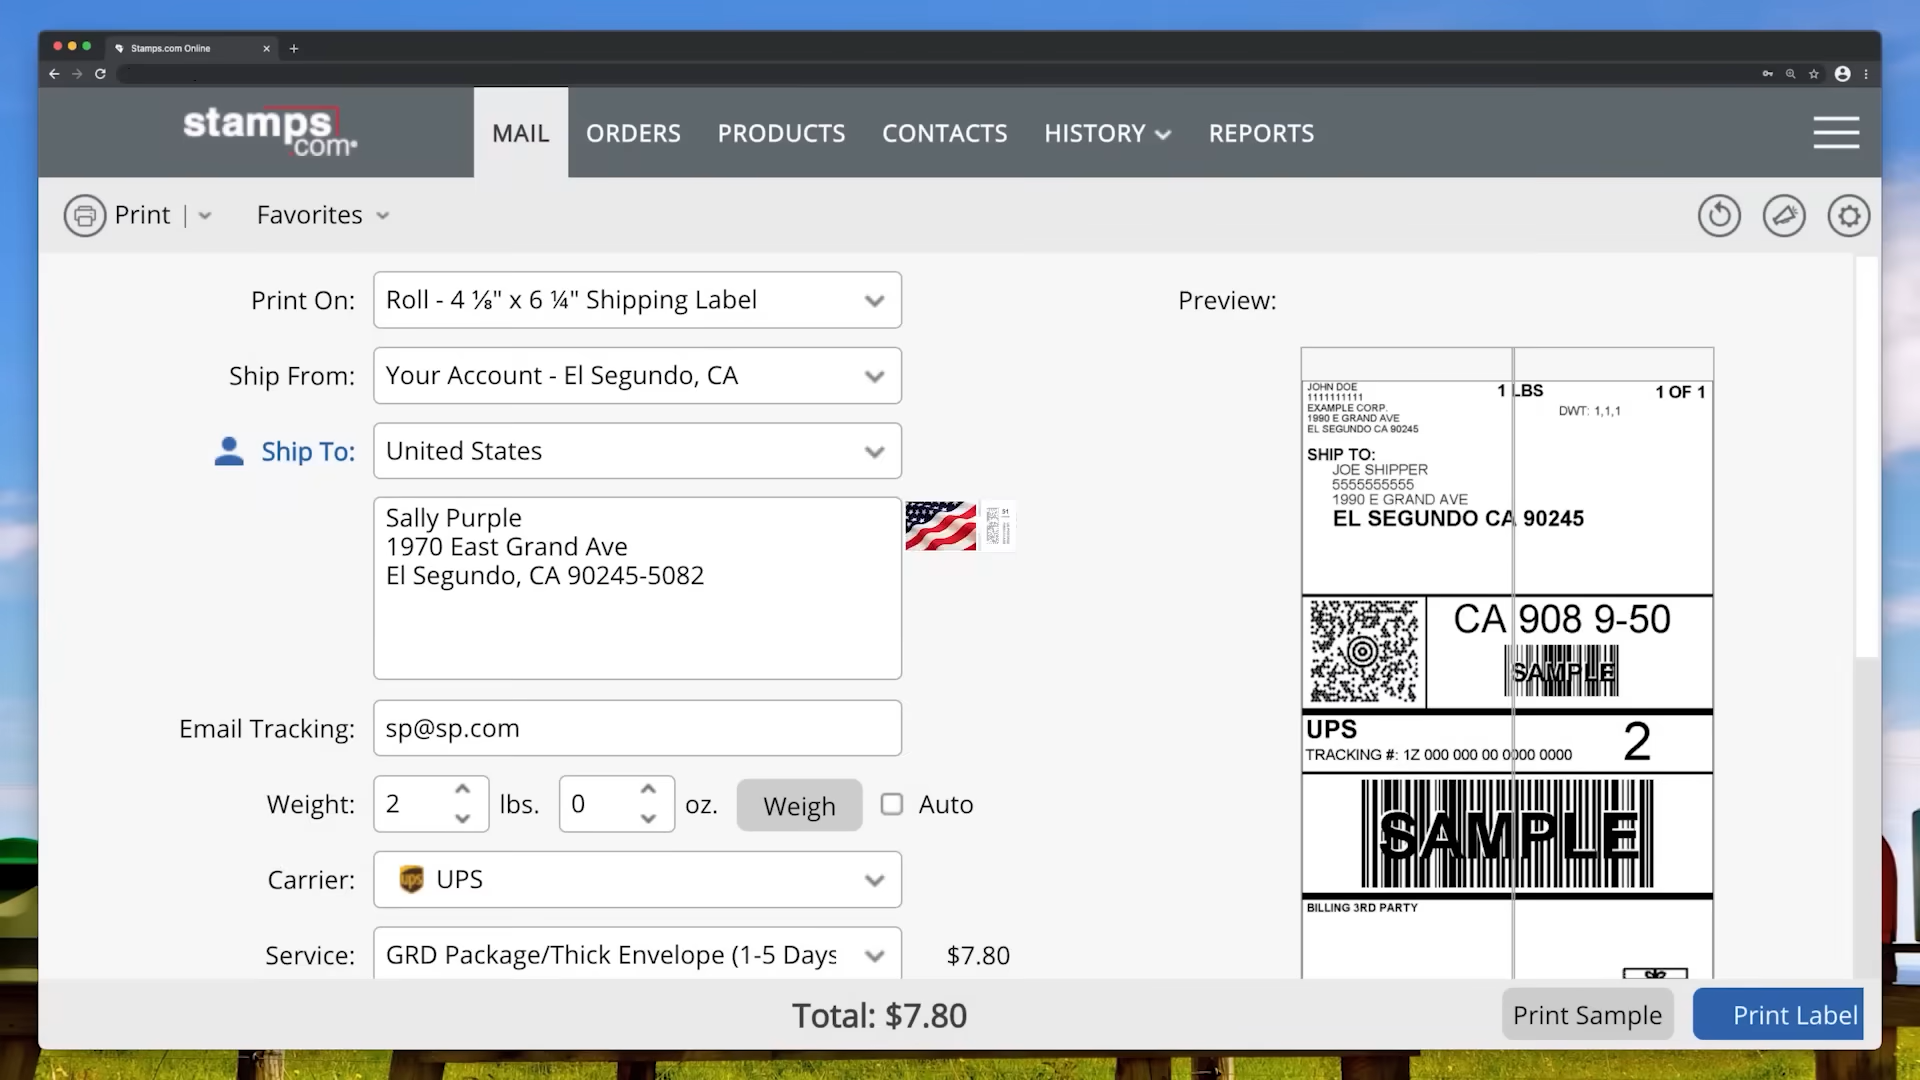 Stamps.com Online
stamps.com
MAIL
ORDERS
PRODUCTS
CONTACTS
HISTORY
REPORTS
Print
Favorites
Print On:
Roll - 4 ⅛" x 6 ¼" Shipping Label
Ship From:
Your Account - El Segundo, CA
Ship To:
United States
Sally Purple
1970 East Grand Ave
El Segundo, CA 90245-5082
Email Tracking:
sp@sp.com
Weight:
2
lbs.
0
oz.
Weigh
Auto
Carrier:
UPS
Service:
GRD Package/Thick Envelope (1-5 Days
$7.80
Preview:
JOHN DOE
1111111111
EXAMPLE CORP.
1990 E GRAND AVE
EL SEGUNDO CA 90245
1 LBS
1 OF 1
DWT: 1,1,1
SHIP TO:
JOE SHIPPER
5555555555
1990 E GRAND AVE
EL SEGUNDO CA 90245
CA 908 9-50
SAMPLE
UPS
TRACKING #: 1Z 000 000 00 0000 0000
2
SAMPLE
BILLING 3RD PARTY
Total: $7.80
Print Sample
Print Label